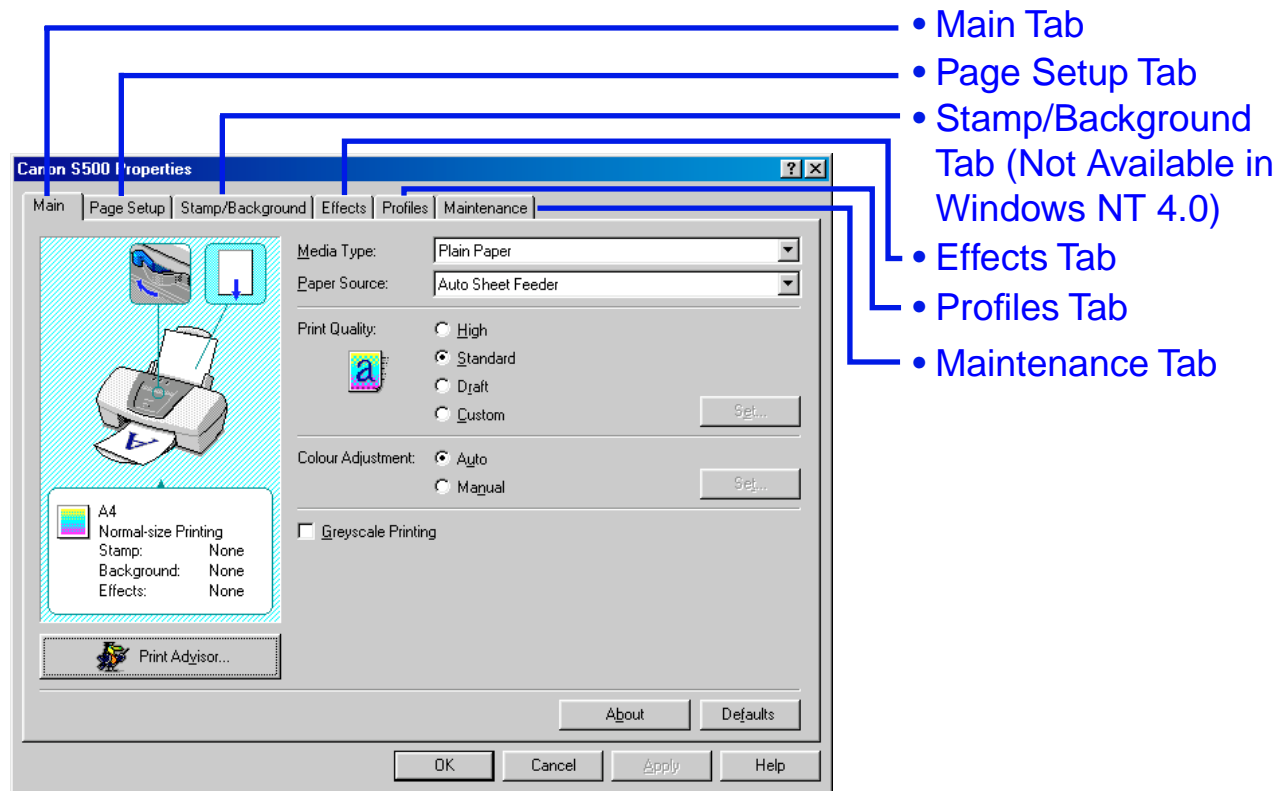 • Main Tab
• Page Setup Tab
• Stamp/Background
Tab (Not Available in
Windows NT 4.0)
• Effects Tab
• Profiles Tab
• Maintenance Tab
Canon S500 Properties
Main Page Setup Stamp/Background Effects Profiles Maintenance
Media Type: Plain Paper
Paper Source: Auto Sheet Feeder
Print Quality: High
Standard
Draft
Custom Set...
Colour Adjustment: Auto
Manual Set...
Greyscale Printing
a
A
A4
Normal-size Printing
Stamp: None
Background: None
Effects: None
Print Advisor...
About Defaults
OK Cancel Apply Help